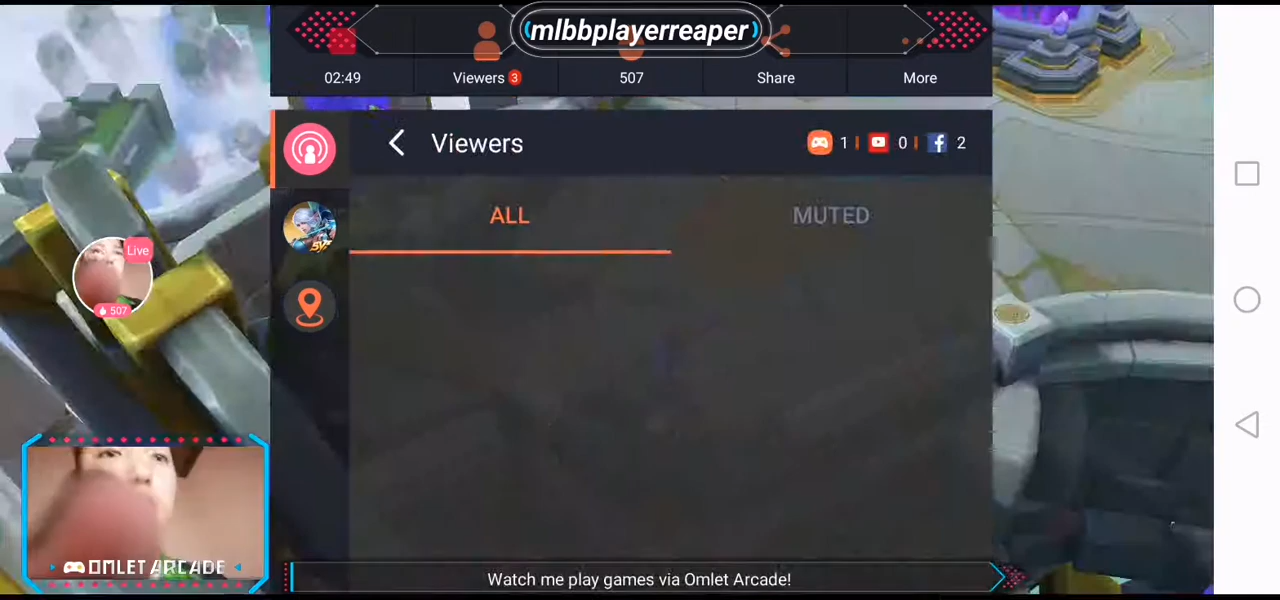 mlbbplayerreaper
02:49
Viewers 3
507
Share
More
Viewers
1
0
2
ALL
MUTED
Live
507
5V5
OMLET ARCADE
Watch me play games via Omlet Arcade!